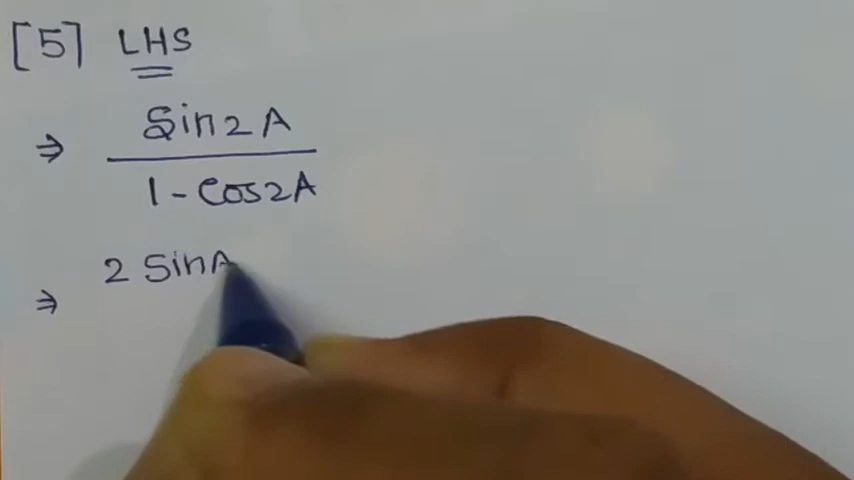 [5] LHS
⇒ Sin2A
1 - Cos2A
⇒ 2 SinA